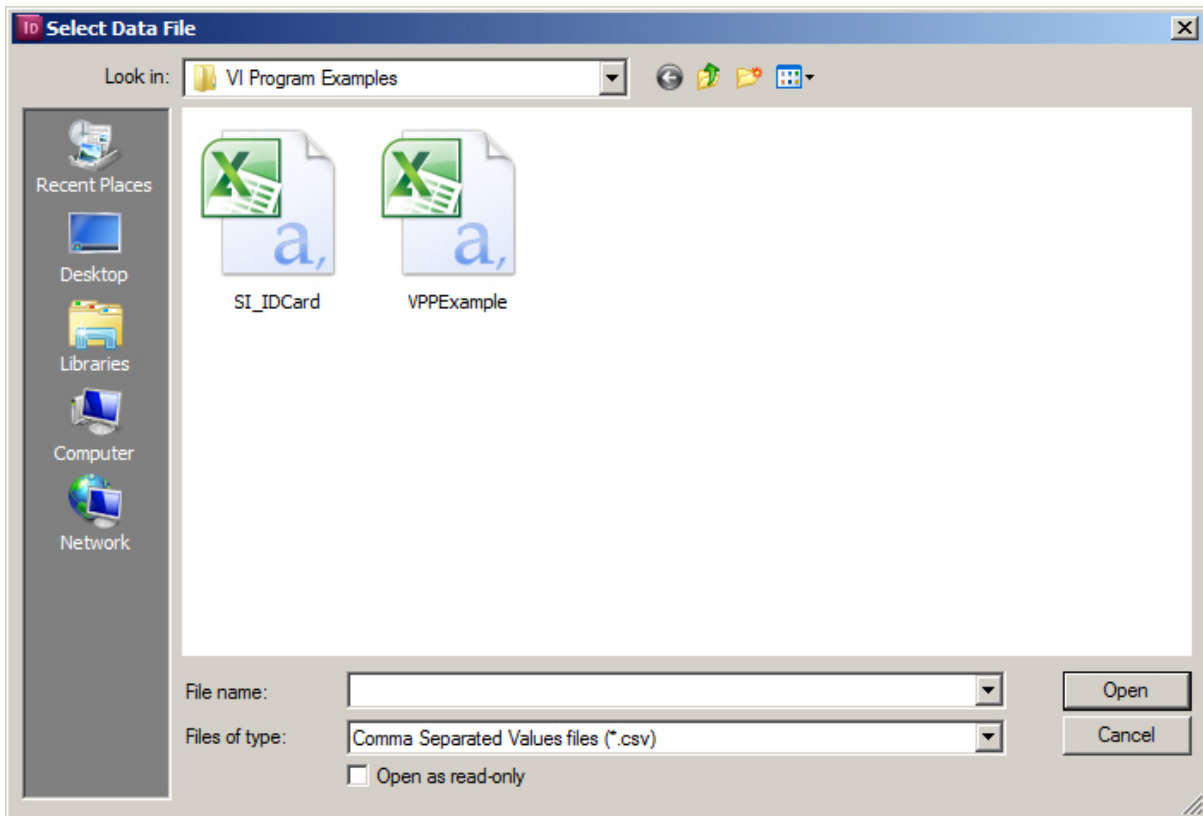 ID Select Data File
Look in: VI Program Examples
Recent Places
Desktop
Libraries
Computer
Network
a, a,
SI_IDCard VPPExample
File name: Open
Files of type: Comma Separated Values files (*.csv) Cancel
Open as read-only